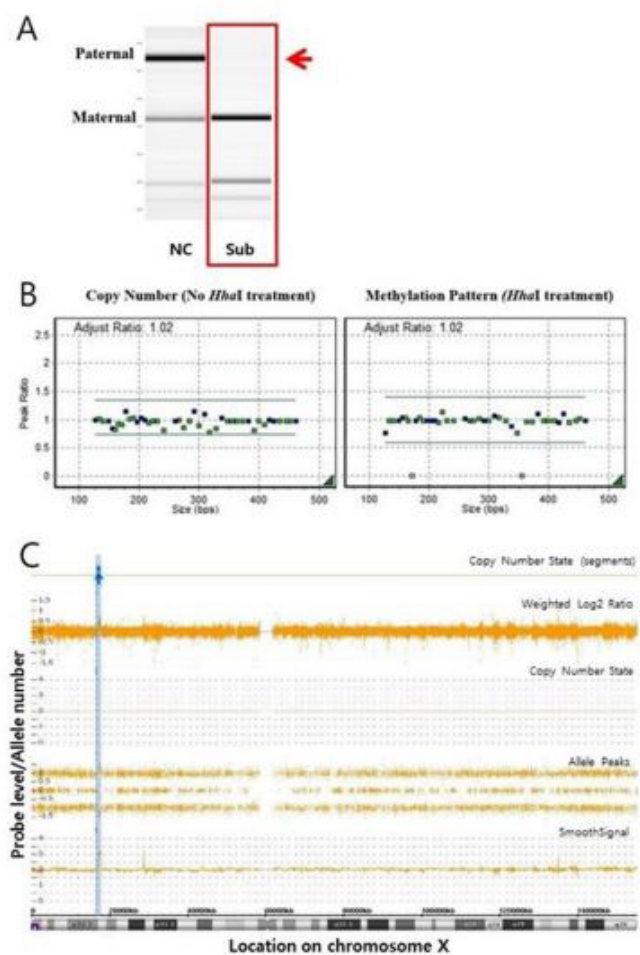 A
Paternal
Maternal
NC Sub
B
Copy Number (No HhaI treatment) Methylation Pattern (HhaI treatment)
Adjust Ratio: 1.02 Adjust Ratio: 1.02
Peak Ratio
2.5
2
1.5
1
0.5
0
100 200 300 400 500 100 200 300 400 500
Size (bps) Size (bps)
C
Copy Number State (segments)
Weighted Log2 Ratio
Copy Number State
Allele Peaks
SmoothSignal
Probe level/Allele number
Location on chromosome X